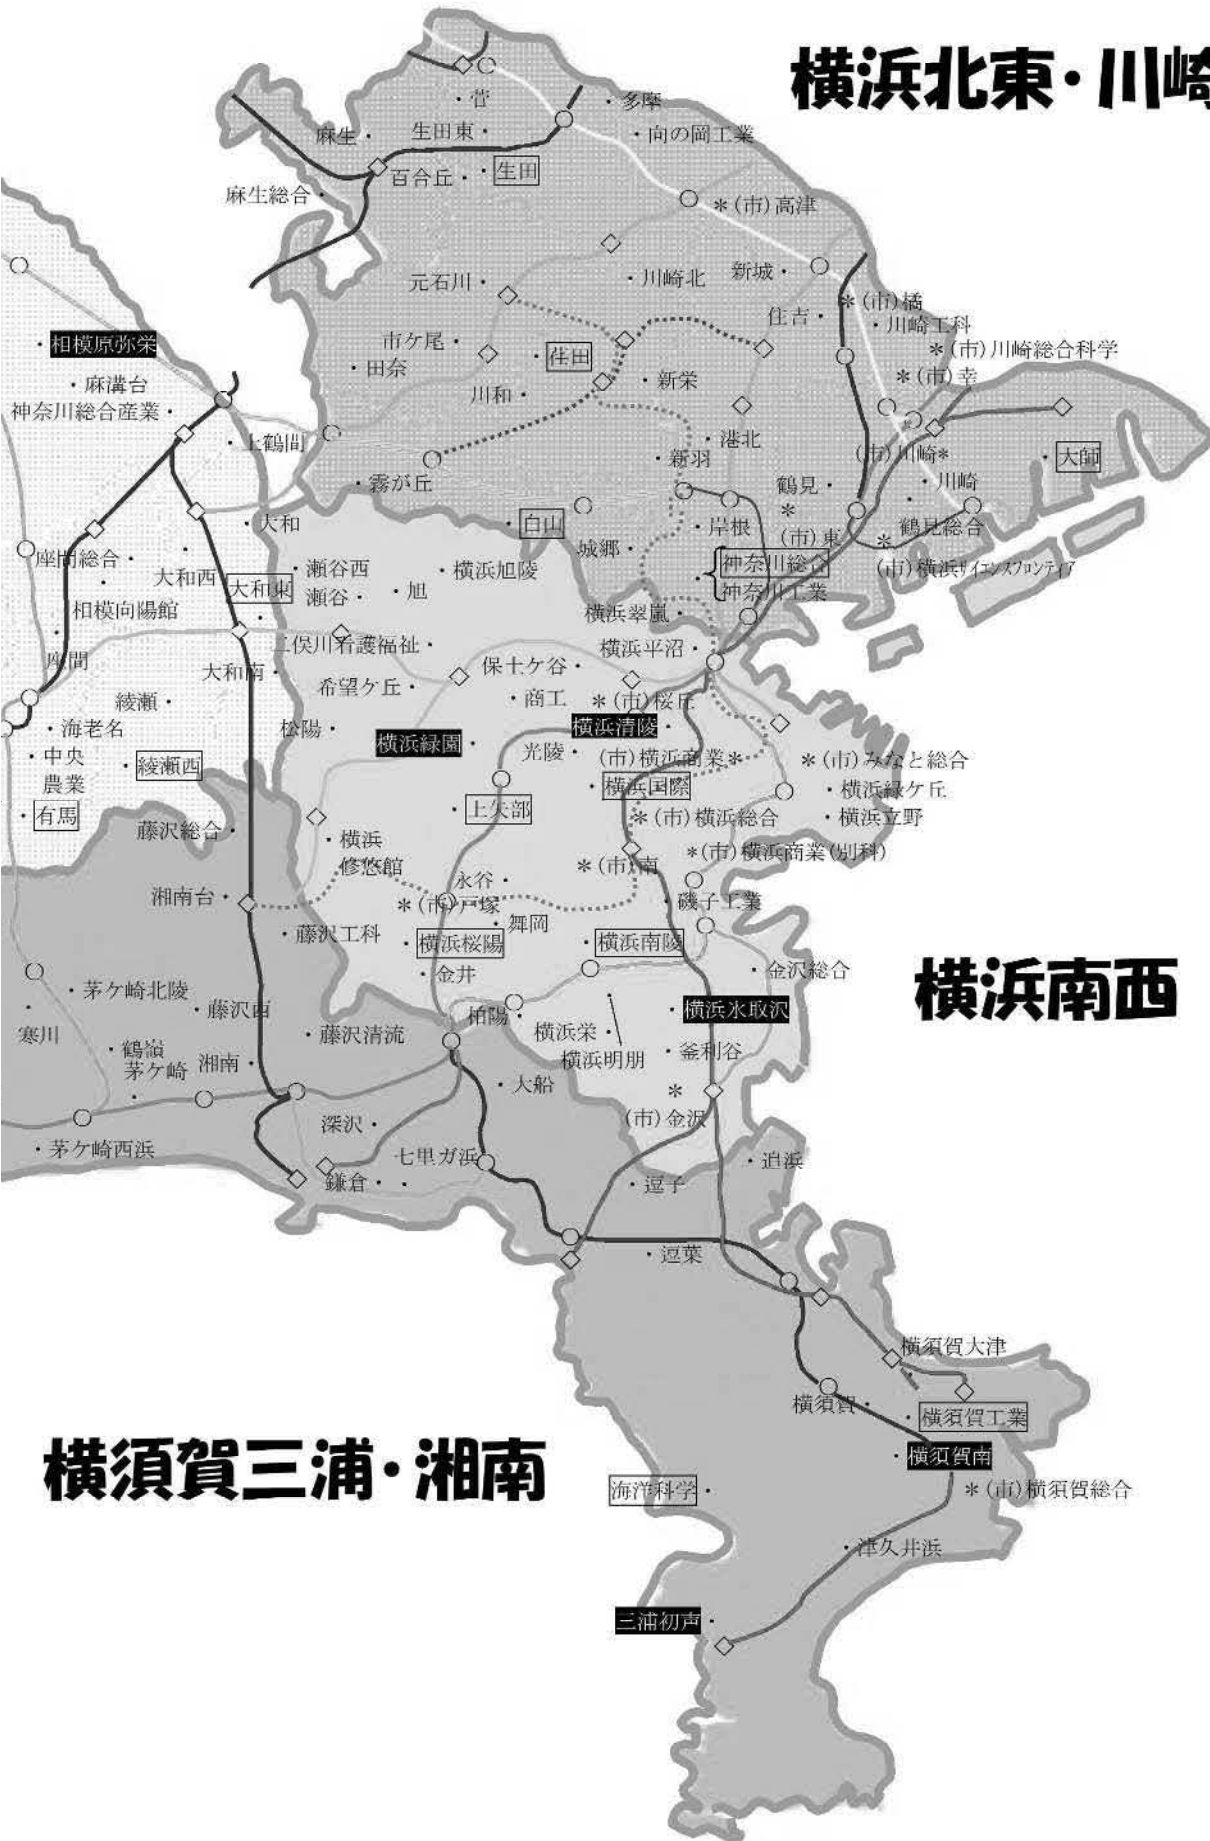 横浜北東・川崎
・菅
・多摩
麻生・
生田東・
・向の岡工業
百合丘・
・生田
麻生総合・
＊(市)高津
元石川・
・川崎北
新城・
＊(市)橘
住吉・
・川崎工科
・相模原弥栄
市ケ尾・
・荏田
＊(市)川崎総合科学
・田奈
＊(市)幸
・麻溝台
川和・
・新栄
神奈川総合産業・
・上鶴間
・港北
・新羽
(市)川崎＊
・大師
・霧が丘
鶴見・
・川崎
・大和
・白山
・岸根
＊
(市)東
鶴見総合
＊
(市)横浜サイエンスフロンティア
城郷・
座間総合・
大和西
・瀬谷西
・横浜旭陵
神奈川総合
神奈川工業
大和東
瀬谷・
・旭
相模向陽館
横浜翠嵐・
二俣川看護福祉・
横浜平沼・
座間
大和南・
保土ケ谷・
希望ケ丘・
・商工
＊(市)桜丘
綾瀬・
・海老名
松陽・
横浜緑園・
横浜清陵・
光陵・
(市)横浜商業＊
＊(市)みなと総合
・中央
農業
・綾瀬西
・横浜国際
・横浜緑ケ丘
・有馬
・上矢部
＊(市)横浜総合
・横浜立野
藤沢総合・
・横浜
修悠館
＊(市)南
＊(市)横浜商業(別科)
永谷・
湘南台・
＊(市)戸塚
・磯子工業
・舞岡
・藤沢工科
・横浜桜陽
・横浜南陵
・金井
・金沢総合
横浜南西
・茅ケ崎北陵
・藤沢西
・横浜氷取沢
寒川
・藤沢清流
柏陽・
横浜栄・
横浜明朋
・釜利谷
・鶴嶺
茅ケ崎
湘南・
・大船
＊
(市)金沢
深沢・
・茅ケ崎西浜
七里ガ浜
・追浜
鎌倉・
・逗子
・逗葉
横須賀大津
横須賀・
・横須賀工業
横須賀三浦・湘南
・横須賀南
海洋科学・
＊(市)横須賀総合
・津久井浜
三浦初声・